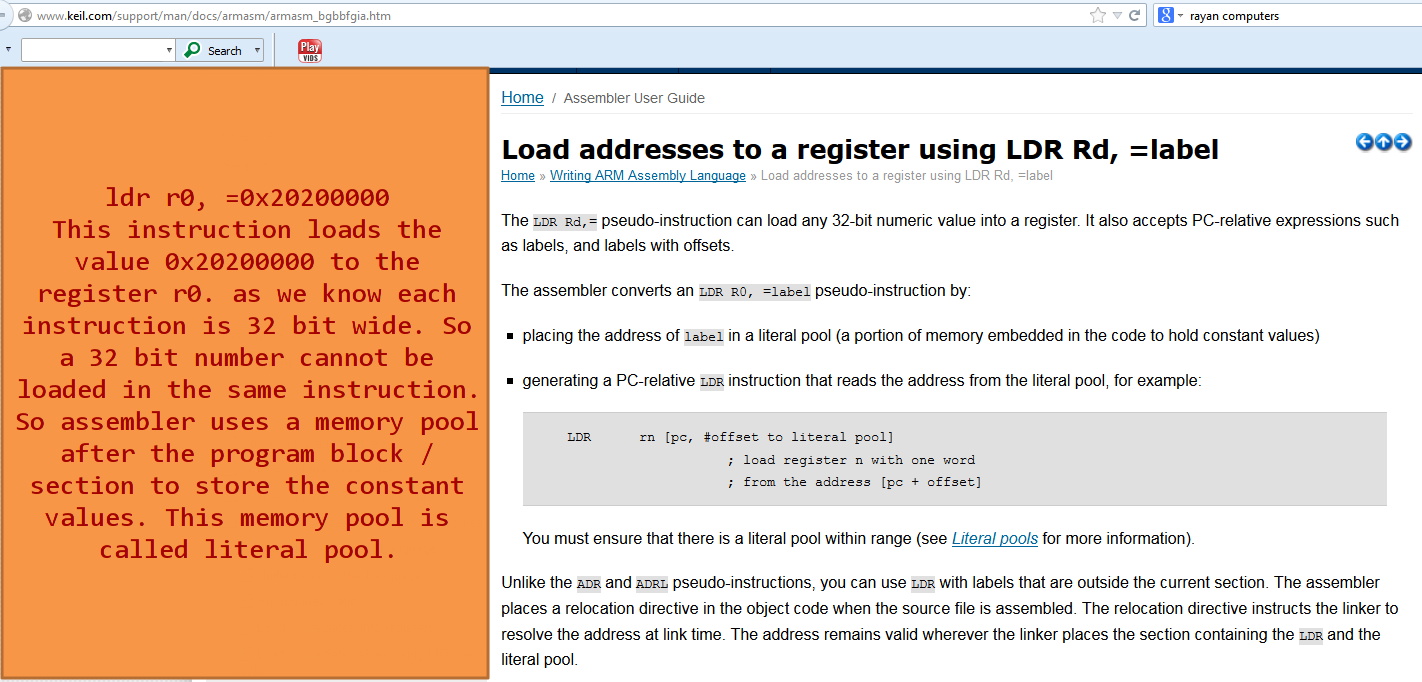 www.keil.com/support/man/docs/armasm/armasm_bgbbfgia.htm
rayan computers
Search
Play
VIDS
ldr r0, =0x20200000
This instruction loads the
value 0x20200000 to the
register r0. as we know each
instruction is 32 bit wide. So
a 32 bit number cannot be
loaded in the same instruction.
So assembler uses a memory pool
after the program block /
section to store the constant
values. This memory pool is
called literal pool.
Home / Assembler User Guide
Load addresses to a register using LDR Rd, =label
Home » Writing ARM Assembly Language » Load addresses to a register using LDR Rd, =label
The LDR Rd,= pseudo-instruction can load any 32-bit numeric value into a register. It also accepts PC-relative expressions such
as labels, and labels with offsets.
The assembler converts an LDR R0, =label pseudo-instruction by:
placing the address of label in a literal pool (a portion of memory embedded in the code to hold constant values)
generating a PC-relative LDR instruction that reads the address from the literal pool, for example:
LDR rn [pc, #offset to literal pool]
; load register n with one word
; from the address [pc + offset]
You must ensure that there is a literal pool within range (see Literal pools for more information).
Unlike the ADR and ADRL pseudo-instructions, you can use LDR with labels that are outside the current section. The assembler
places a relocation directive in the object code when the source file is assembled. The relocation directive instructs the linker to
resolve the address at link time. The address remains valid wherever the linker places the section containing the LDR and the
literal pool.